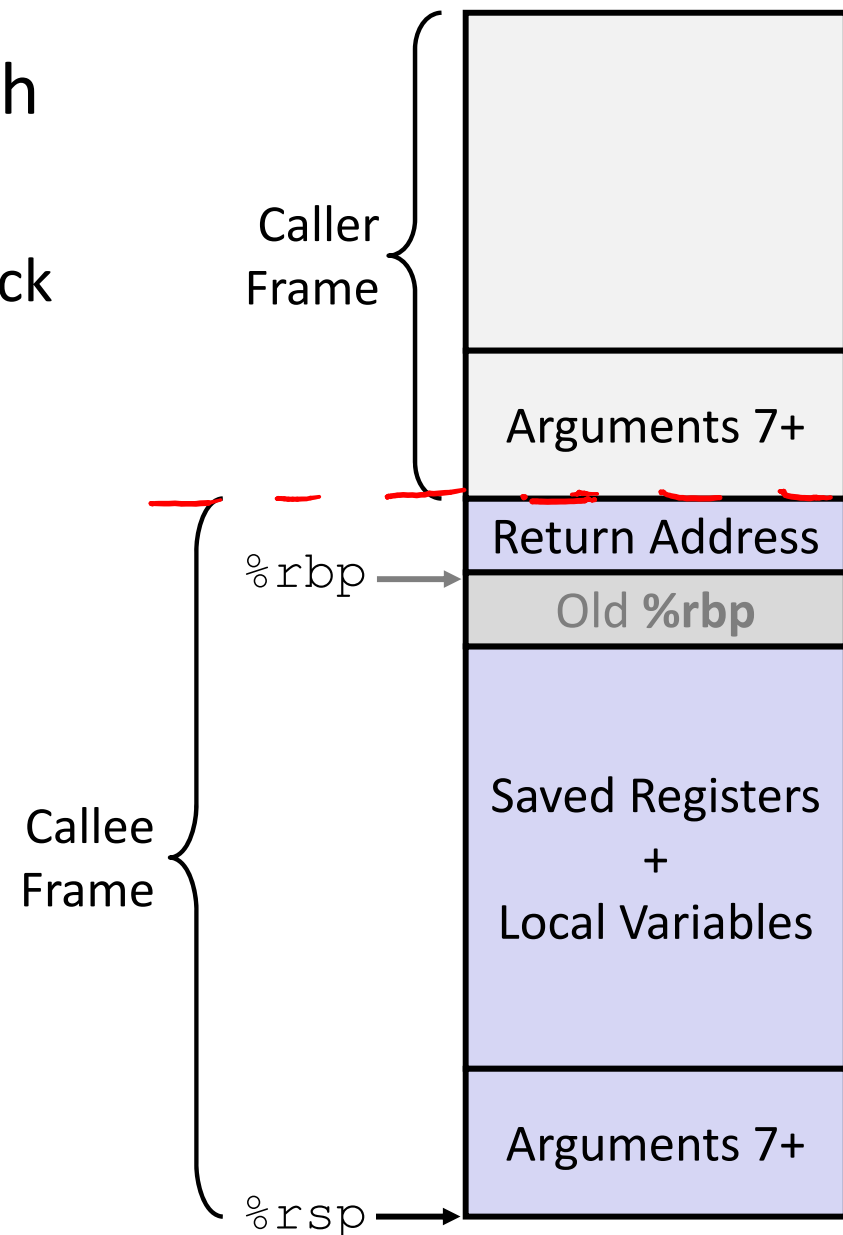 h
ck
Caller
Frame
Arguments 7+
Return Address
%rbp
Old %rbp
Saved Registers
+
Local Variables
Callee
Frame
Arguments 7+
%rsp